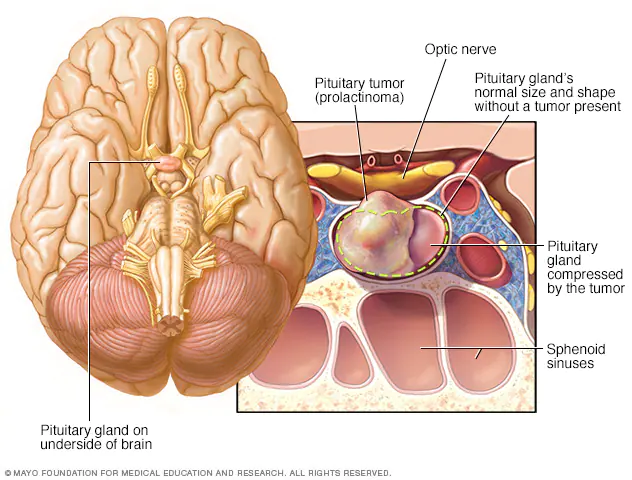 Optic nerve
Pituitary tumor
(prolactinoma)
Pituitary gland's
normal size and shape
without a tumor present
Pituitary
gland
compressed
by the tumor
Sphenoid
sinuses
Pituitary gland on
underside of brain
© MAYO FOUNDATION FOR MEDICAL EDUCATION AND RESEARCH. ALL RIGHTS RESERVED.